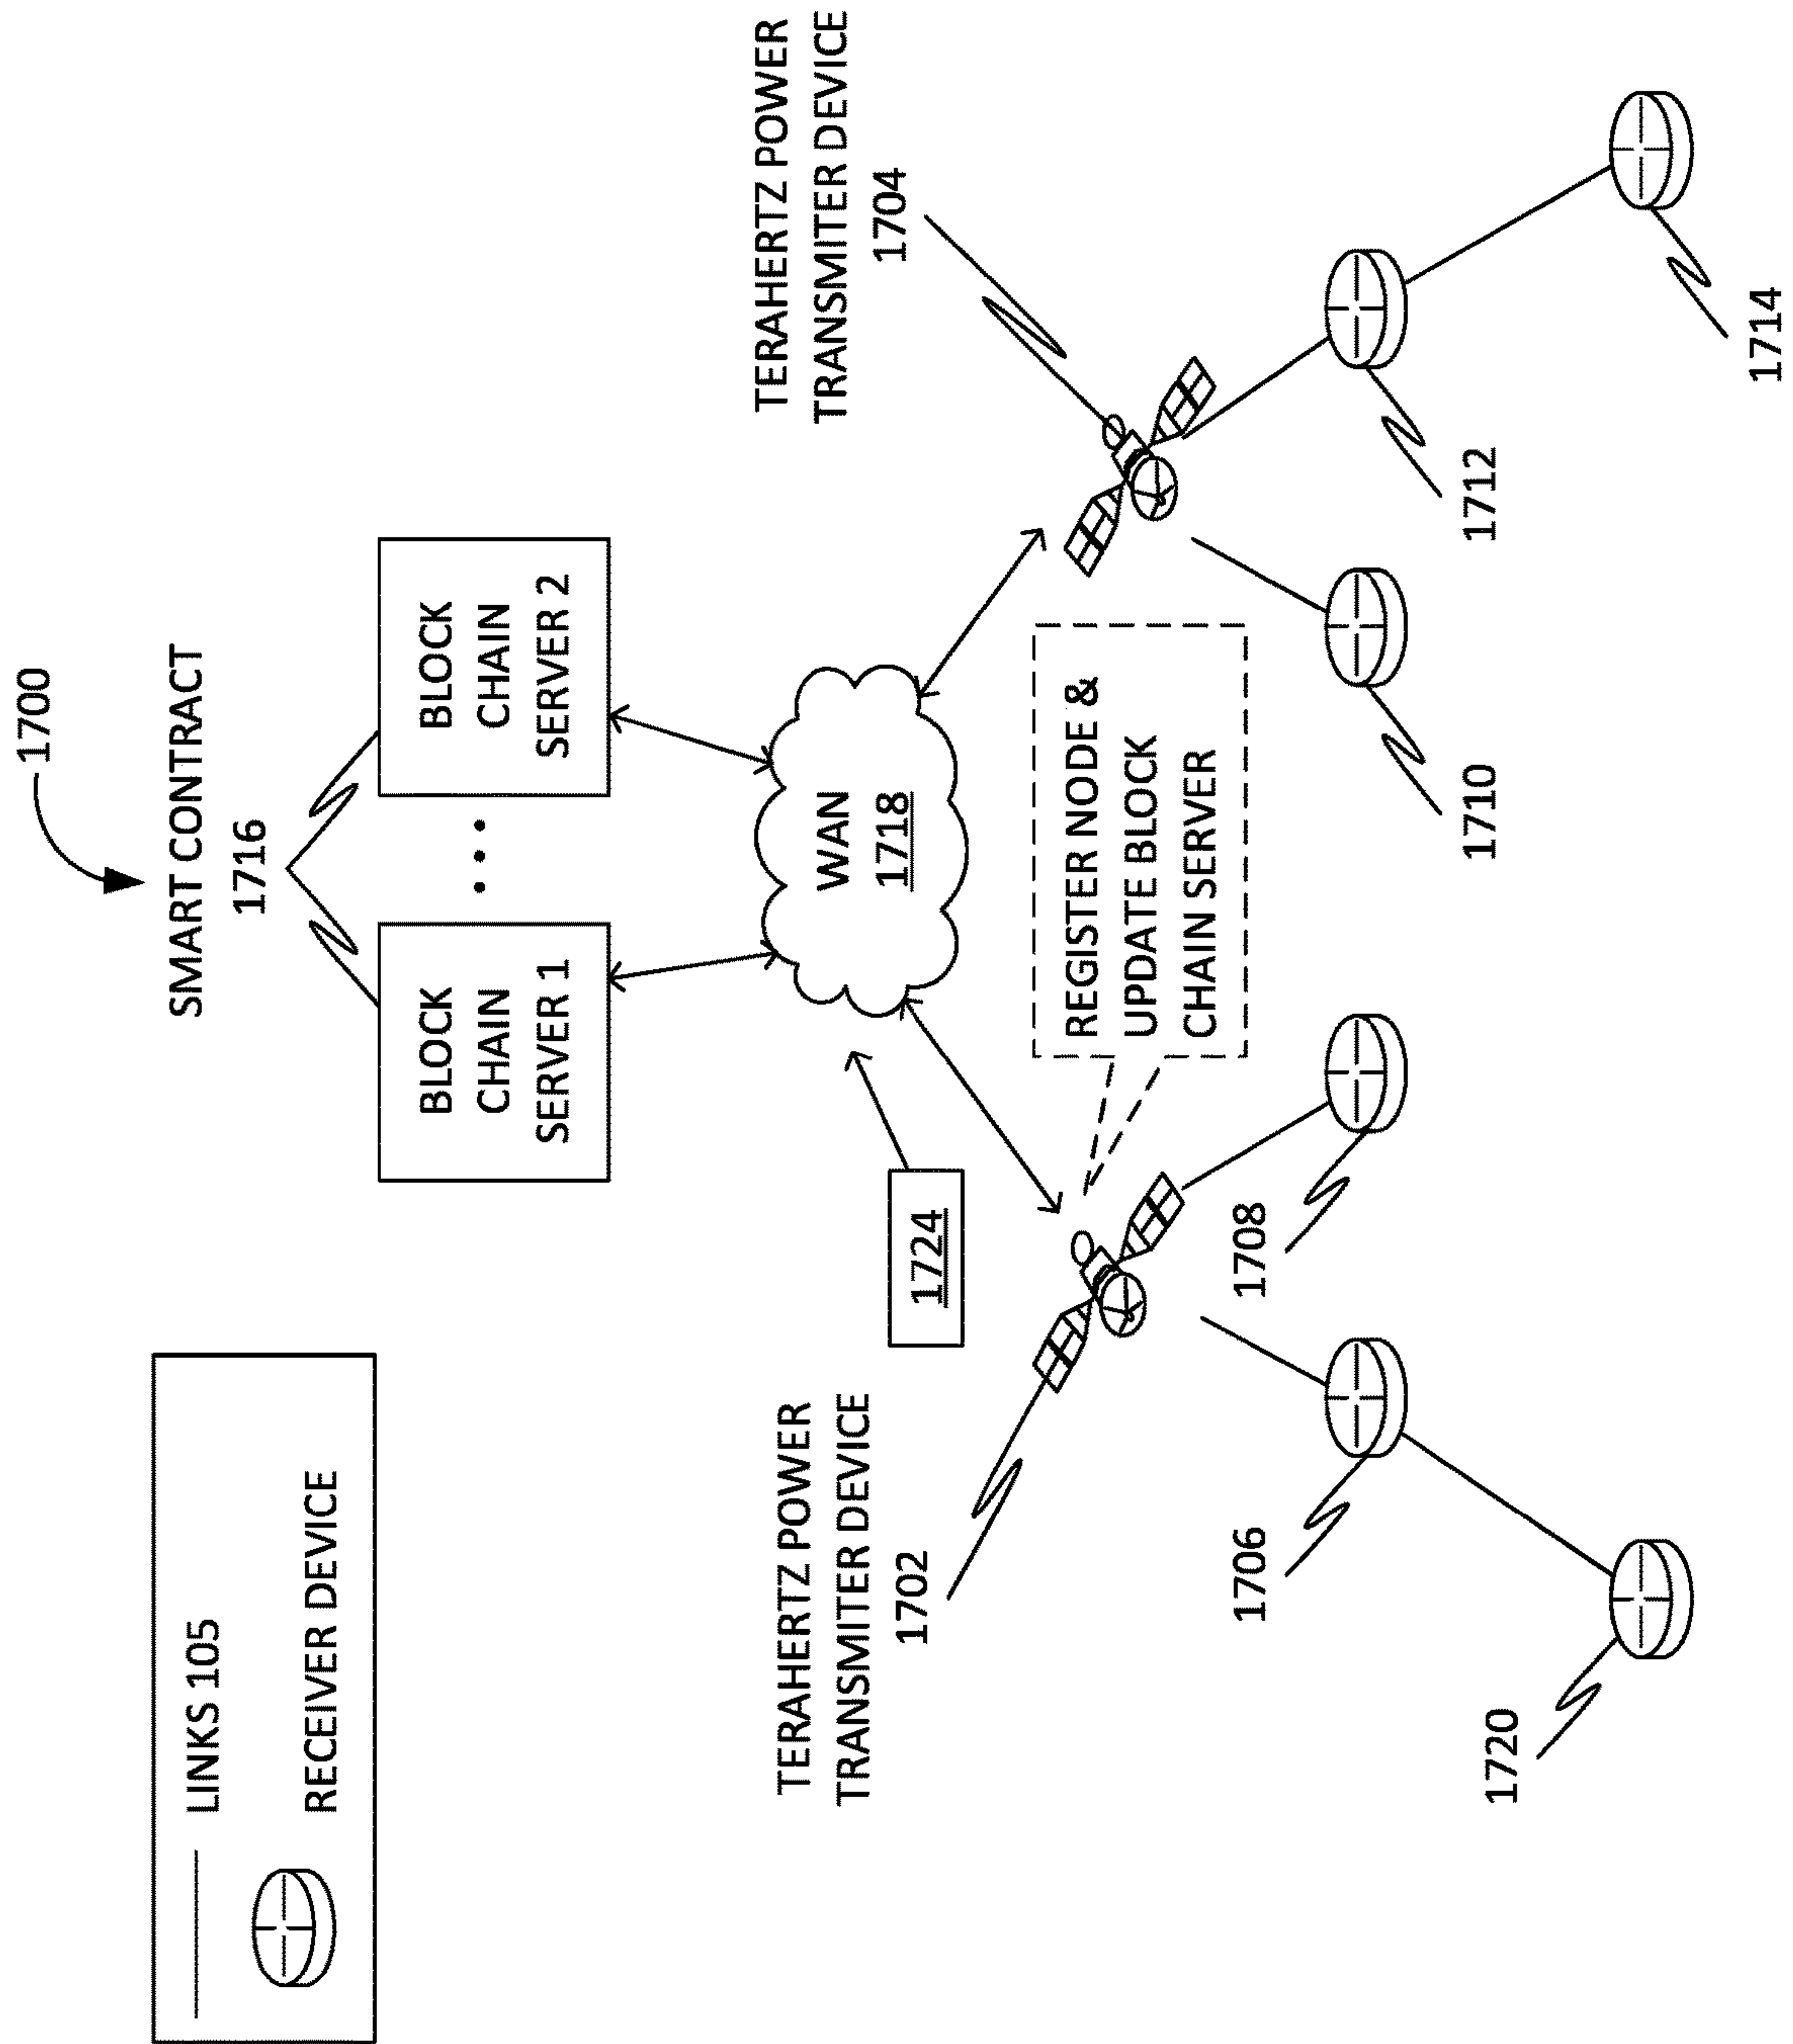 1700
LINKS 105
RECEIVER DEVICE
SMART CONTRACT
1716
BLOCK
CHAIN
SERVER 1
• • •
BLOCK
CHAIN
SERVER 2
WAN
1718
1724
TERAHERTZ POWER
TRANSMITER DEVICE
1702
REGISTER NODE &
UPDATE BLOCK
CHAIN SERVER
TERAHERTZ POWER
TRANSMITER DEVICE
1704
1706
1708
1710
1712
1720
1714